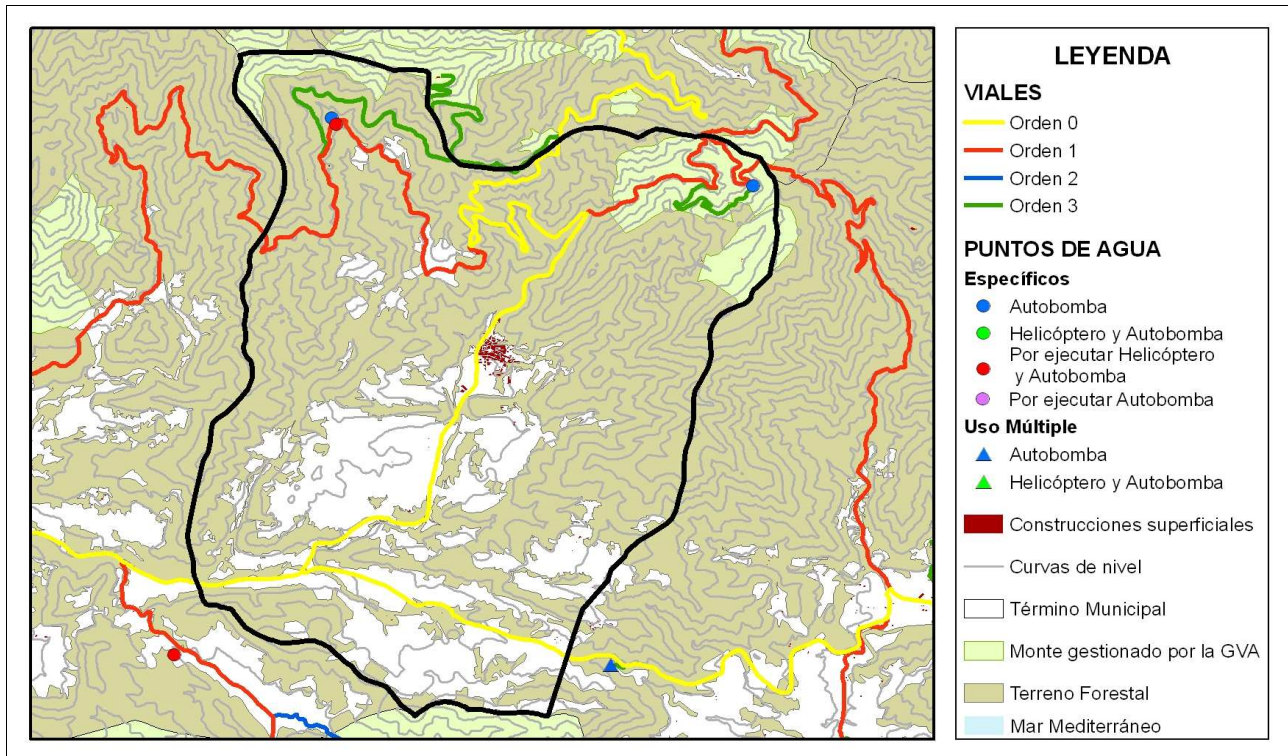 LEYENDA
VIALES
Orden 0
Orden 1
Orden 2
Orden 3
PUNTOS DE AGUA
Específicos
Autobomba
Helicóptero y Autobomba
Por ejecutar Helicóptero
y Autobomba
Por ejecutar Autobomba
Uso Múltiple
Autobomba
Helicóptero y Autobomba
Construcciones superficiales
Curvas de nivel
Término Municipal
Monte gestionado por la GVA
Terreno Forestal
Mar Mediterráneo